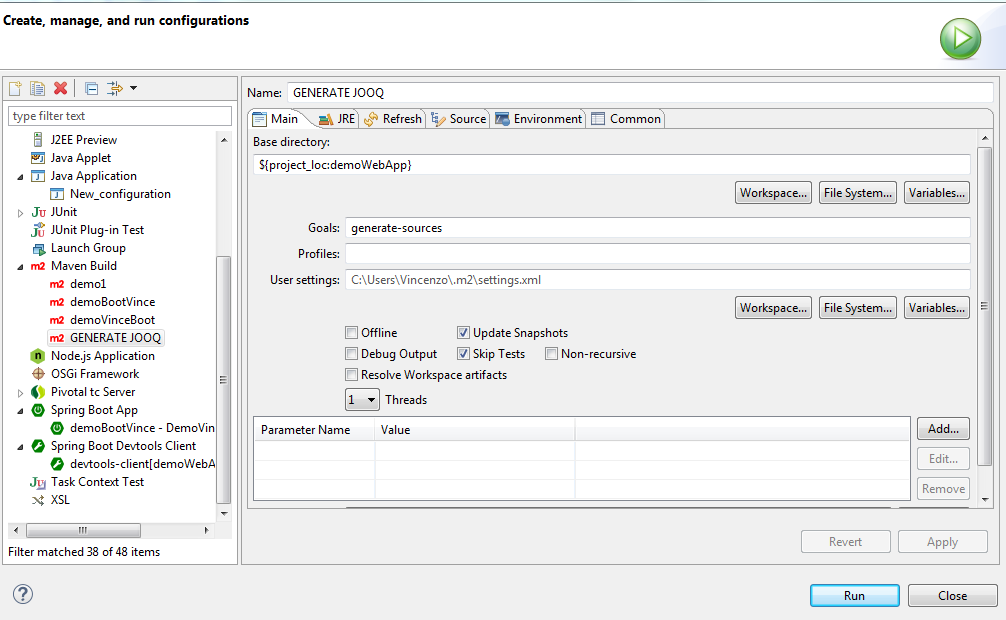 Create, manage, and run configurations
type filter text
J2EE Preview
Java Applet
Java Application
New_configuration
JUnit
JUnit Plug-in Test
Launch Group
Maven Build
demo1
demoBootVince
demoVinceBoot
GENERATE JOOQ
Node.js Application
OSGi Framework
Pivotal tc Server
Spring Boot App
demoBootVince - DemoVin
Spring Boot Devtools Client
devtools-client[demoWebA
Task Context Test
XSL
Filter matched 38 of 48 items
Name: GENERATE JOOQ
Main JRE Refresh Source Environment Common
Base directory:
${project_loc:demoWebApp}
Workspace... File System... Variables...
Goals: generate-sources
Profiles:
User settings: C:\Users\Vincenzo\.m2\settings.xml
Workspace... File System... Variables...
Offline Update Snapshots
Debug Output Skip Tests Non-recursive
Resolve Workspace artifacts
1 Threads
Parameter Name Value
Add...
Edit...
Remove
Revert Apply
? Run Close